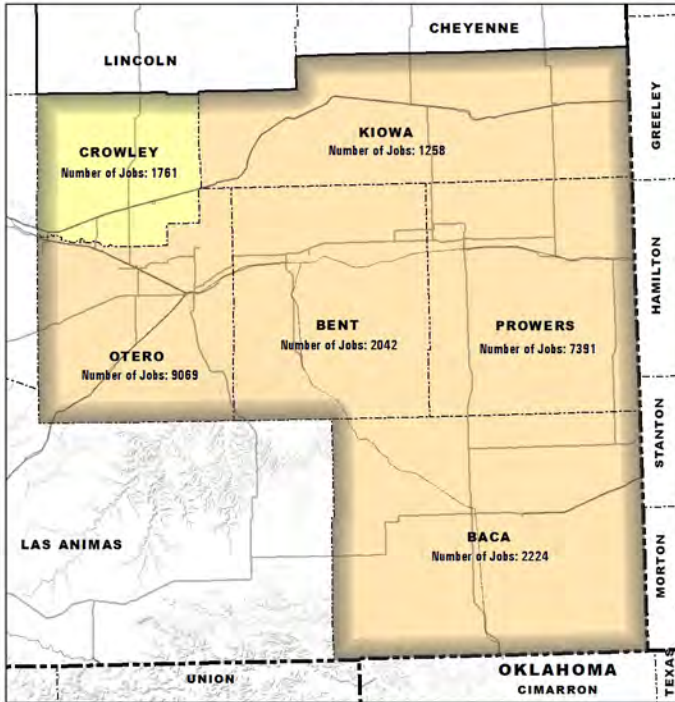 CHEYENNE
LINCOLN
GREELEY
KIOWA
Number of Jobs: 1258
CROWLEY
Number of Jobs: 1761
HAMILTON
BENT
Number of Jobs: 2042
PROWERS
Number of Jobs: 7391
OTERO
Number of Jobs: 9069
STANTON
LAS ANIMAS
BACA
Number of Jobs: 2224
MORTON
UNION
OKLAHOMA
CIMARRON
TEXAS